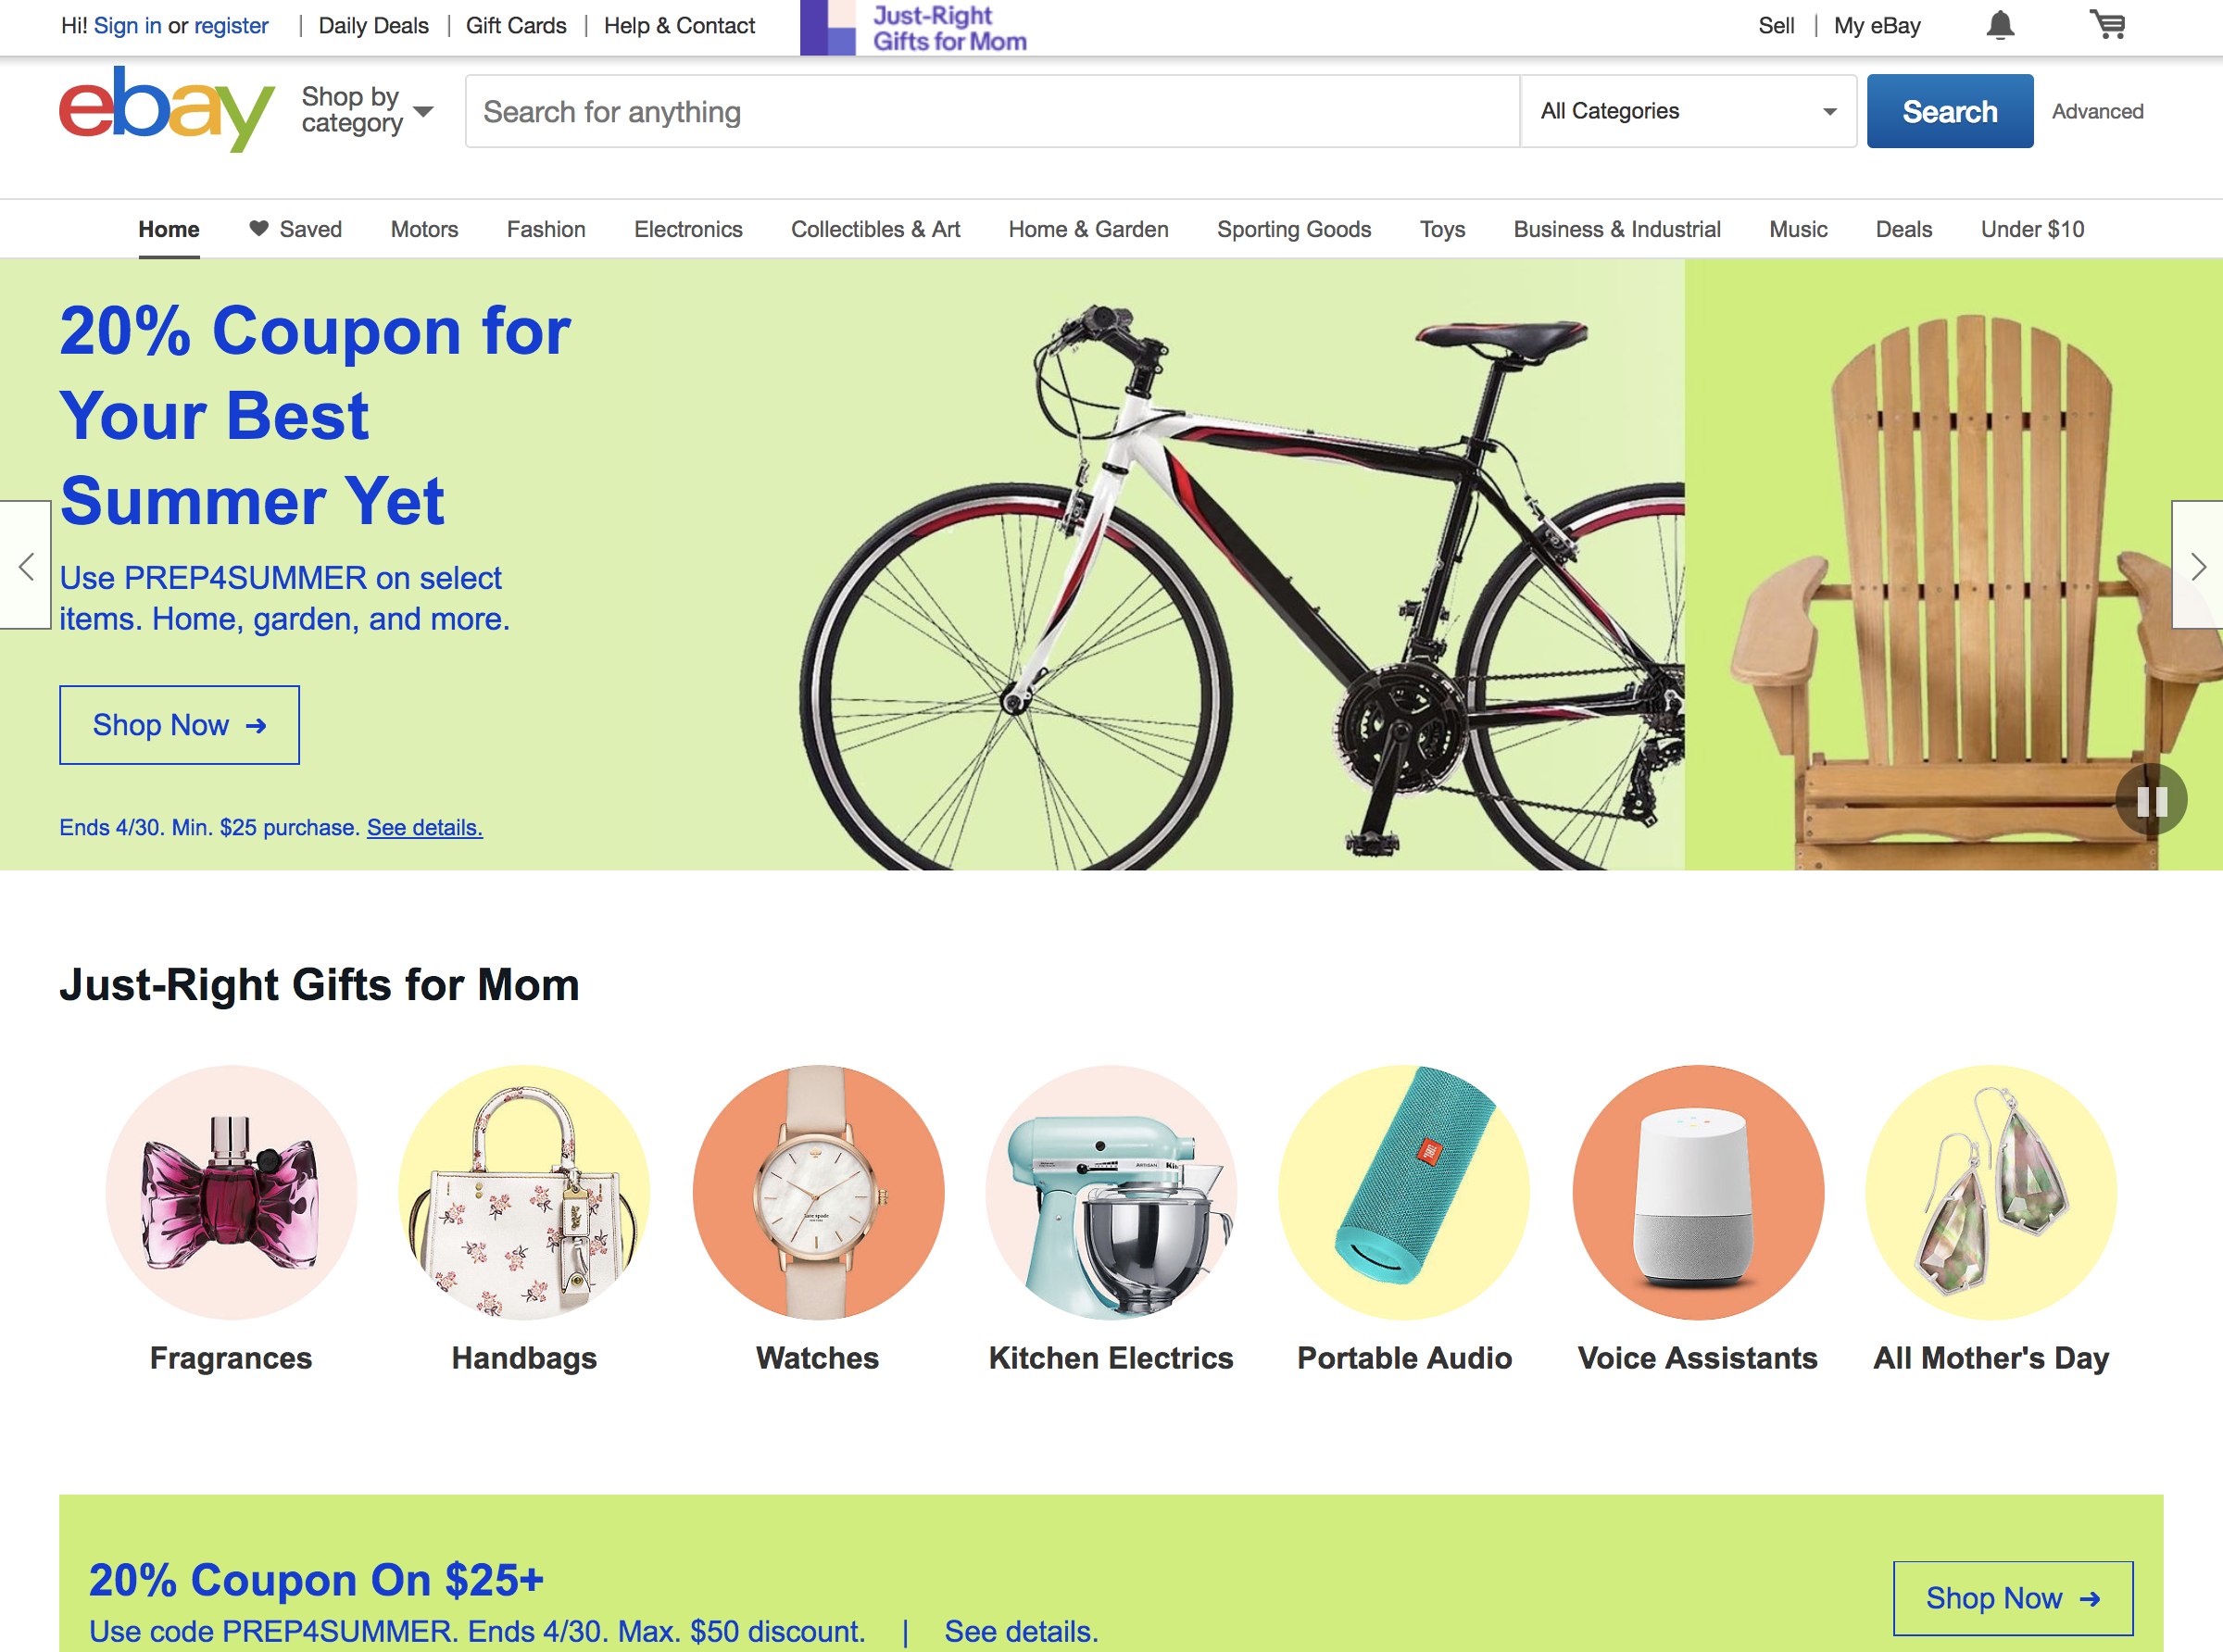 Hi! Sign in or register | Daily Deals | Gift Cards | Help & Contact
Just-Right
Gifts for Mom
Sell | My eBay
ebay
Shop by
category
Search for anything
All Categories
Search
Advanced
Home
Saved
Motors
Fashion
Electronics
Collectibles & Art
Home & Garden
Sporting Goods
Toys
Business & Industrial
Music
Deals
Under $10
20% Coupon for
Your Best
Summer Yet
Use PREP4SUMMER on select
items. Home, garden, and more.
Shop Now →
Ends 4/30. Min. $25 purchase. See details.
Just-Right Gifts for Mom
kate spade
ARTISAN
JBL
Fragrances
Handbags
Watches
Kitchen Electrics
Portable Audio
Voice Assistants
All Mother's Day
20% Coupon On $25+
Use code PREP4SUMMER. Ends 4/30. Max. $50 discount. | See details.
Shop Now →